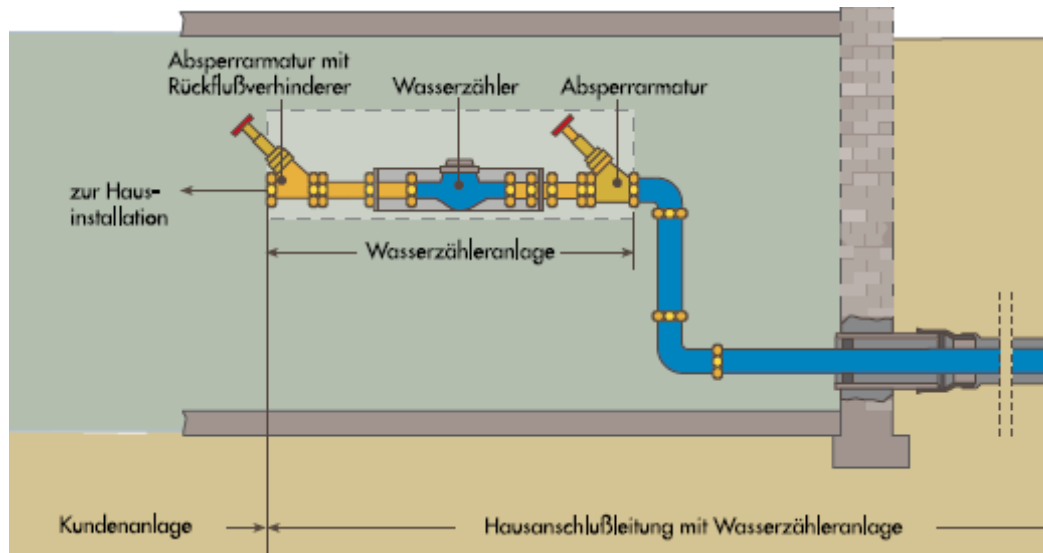 Absperrarmatur mit
Rückflußverhinderer
Wasserzähler
Absperrarmatur
zur Haus-
installation
Wasserzähleranlage
Kundenanlage
Hausanschlußleitung mit Wasserzähleranlage